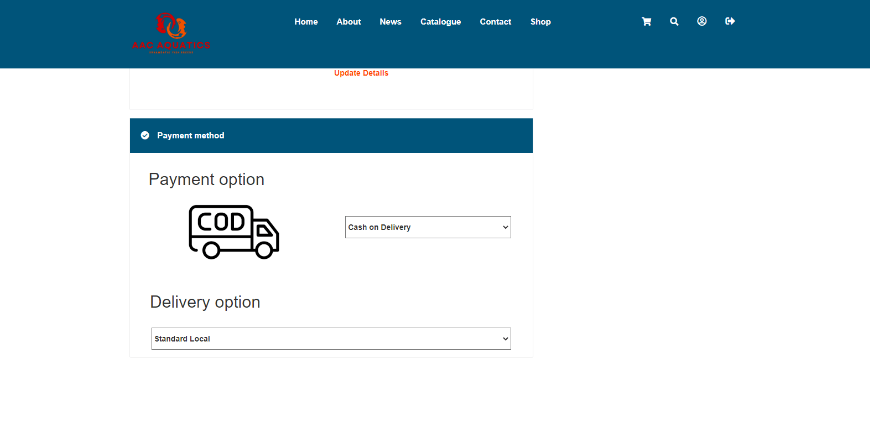 Home About News Catalogue Contact Shop
Update Details
Payment method
Payment option
COD
Cash on Delivery
Delivery option
Standard Local